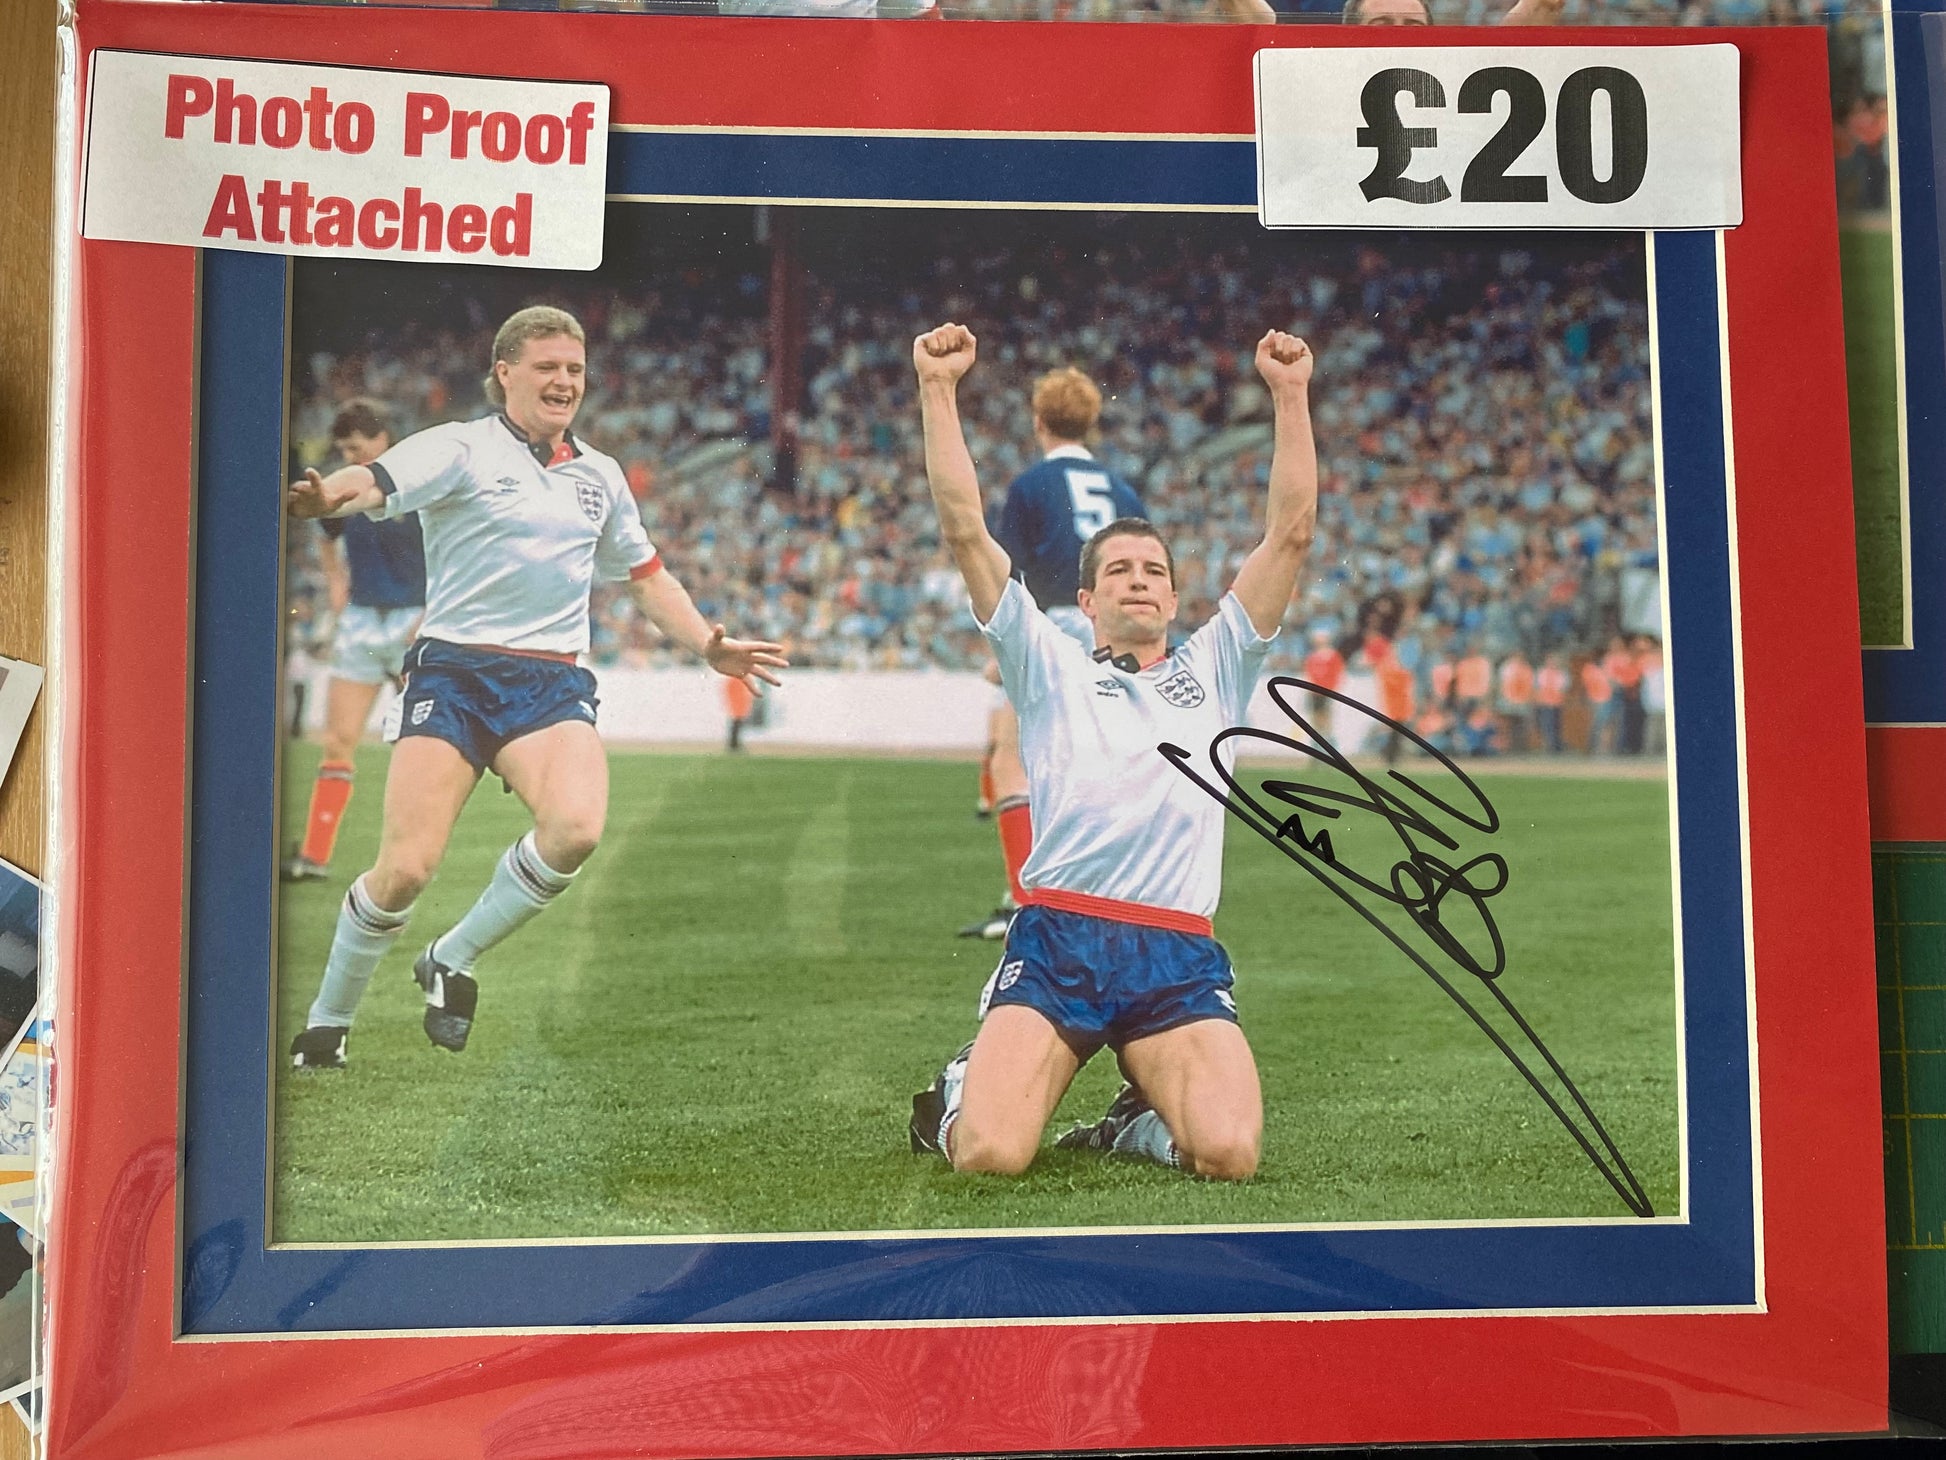 Photo Proof
Attached
£20
5